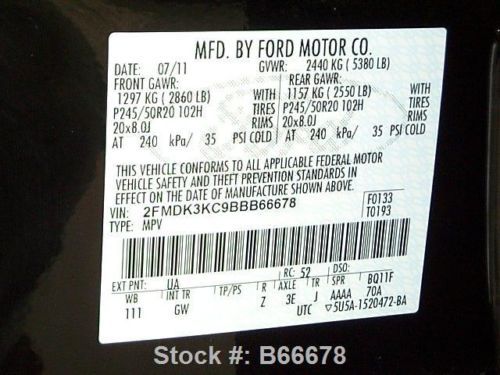 MFD. BY FORD MOTOR CO.
DATE: 07/11 GVWR: 2440 KG ( 5380 LB)
FRONT GAWR: REAR GAWR:
1297 KG ( 2860 LB) 1157 KG ( 2550 LB)
P245/50R20 102H TIRES P245/50R20 102H TIRES
20x8.0J RIMS 20x8.0J RIMS
AT 240 kPa/ 35 PSI COLD AT 240 kPa/ 35 PSI COLD
THIS VEHICLE CONFORMS TO ALL APPLICABLE FEDERAL MOTOR
VEHICLE SAFETY AND THEFT PREVENTION STANDARDS IN
EFFECT ON THE DATE OF MANUFACTURE SHOWN ABOVE.
VIN: 2FMDK3KC9BBB66678 F0133
TYPE: MPV T0193
EXT PNT: UA RC: 52 DSO:
WB INT TR TP/PS R AXLE TR SPR BQ11F
111 GW Z 3E J AAAA 70A
UTC ▽5U5A-1520472-BA
Stock #: B66678